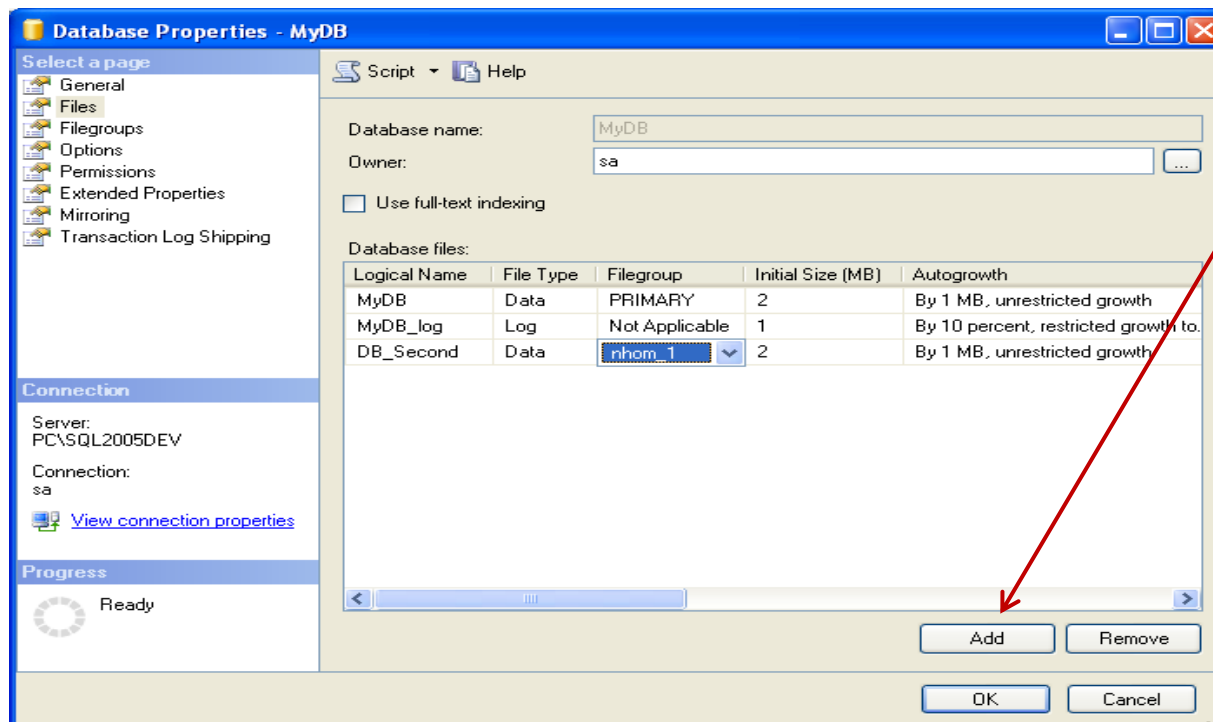 Database Properties - MyDB
Select a page
General
Files
Filegroups
Options
Permissions
Extended Properties
Mirroring
Transaction Log Shipping
Connection
Server:
PC\SQL2005DEV
Connection:
sa
View connection properties
Progress
Ready
Script Help
Database name: MyDB
Owner: sa ...
Use full-text indexing
Database files:
Logical Name File Type Filegroup Initial Size (MB) Autogrowth
MyDB Data PRIMARY 2 By 1 MB, unrestricted growth
MyDB_log Log Not Applicable 1 By 10 percent, restricted growth to.
DB_Second Data nhom_1 2 By 1 MB, unrestricted growth
Add Remove
OK Cancel